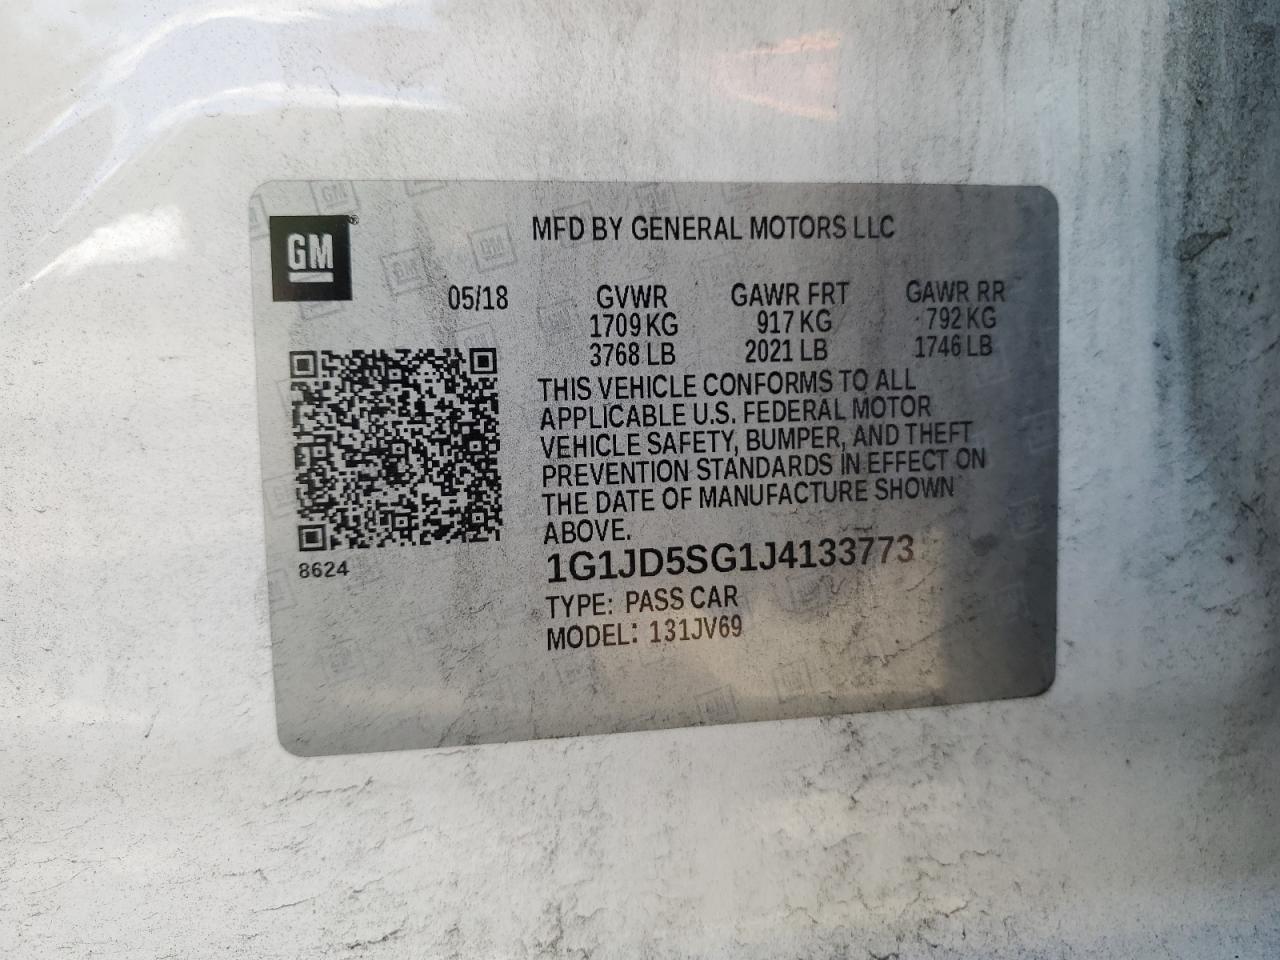 GM
MFD BY GENERAL MOTORS LLC
05/18
GVWR GAWR FRT GAWR RR
1709 KG 917 KG 792 KG
3768 LB 2021 LB 1746 LB
THIS VEHICLE CONFORMS TO ALL
APPLICABLE U.S. FEDERAL MOTOR
VEHICLE SAFETY, BUMPER, AND THEFT
PREVENTION STANDARDS IN EFFECT ON
THE DATE OF MANUFACTURE SHOWN
ABOVE.
8624
1G1JD5SG1J4133773
TYPE: PASS CAR
MODEL: 131JV69